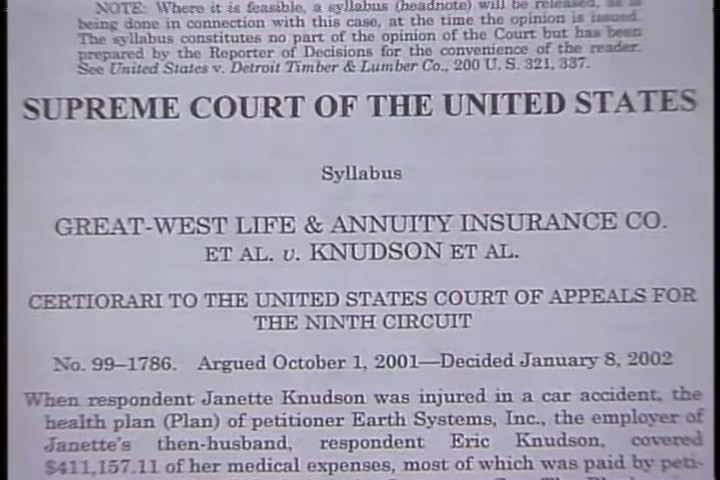 NOTE: Where it is feasible, a syllabus (headnote) will be released, as is
being done in connection with this case, at the time the opinion is issued.
The syllabus constitutes no part of the opinion of the Court but has been
prepared by the Reporter of Decisions for the convenience of the reader.
See United States v. Detroit Timber & Lumber Co., 200 U. S. 321, 337.
SUPREME COURT OF THE UNITED STATES
Syllabus
GREAT-WEST LIFE & ANNUITY INSURANCE CO.
ET AL. v. KNUDSON ET AL.
CERTIORARI TO THE UNITED STATES COURT OF APPEALS FOR
THE NINTH CIRCUIT
No. 99–1786. Argued October 1, 2001—Decided January 8, 2002
When respondent Janette Knudson was injured in a car accident, the
health plan (Plan) of petitioner Earth Systems, Inc., the employer of
Janette's then-husband, respondent Eric Knudson, covered
$411,157.11 of her medical expenses, most of which was paid by peti-